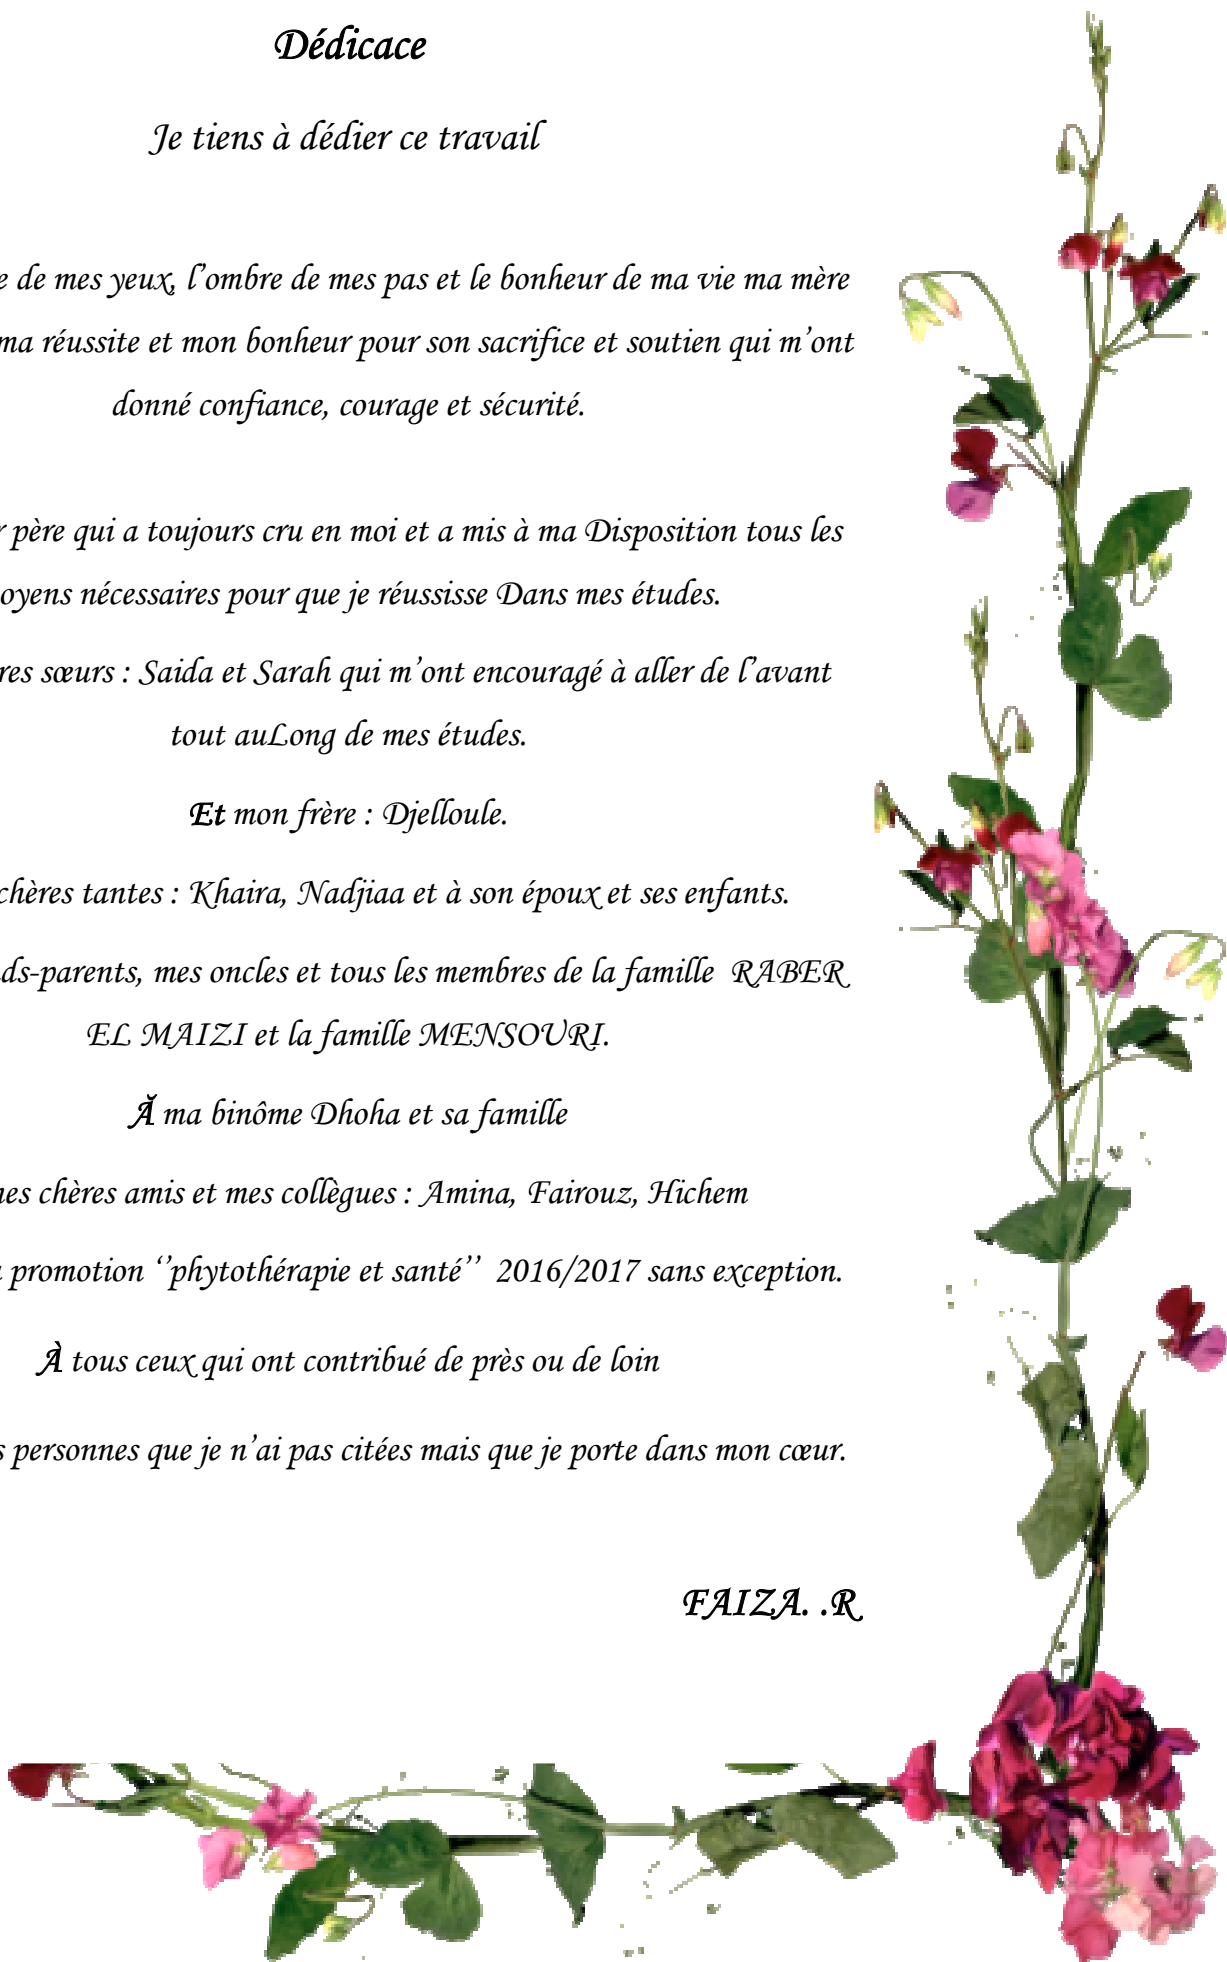 Dédicace
Je tiens à dédier ce travail
de mes yeux, l’ombre de mes pas et le bonheur de ma vie ma mère
ma réussite et mon bonheur pour son sacrifice et soutien qui m’ont
donné confiance, courage et sécurité.
père qui a toujours cru en moi et a mis à ma Disposition tous les
oyens nécessaires pour que je réussisse Dans mes études.
res sœurs : Saida et Sarah qui m’ont encouragé à aller de l’avant
tout auLong de mes études.
Et mon frère : Djelloule.
chères tantes : Khaira, Nadjiaa et à son époux et ses enfants.
ds-parents, mes oncles et tous les membres de la famille RABER
EL MAIZI et la famille MENSOURI.
Ă ma binôme Dhoha et sa famille
es chères amis et mes collègues : Amina, Fairouz, Hichem
promotion ‘’phytothérapie et santé’’ 2016/2017 sans exception.
À tous ceux qui ont contribué de près ou de loin
s personnes que je n’ai pas citées mais que je porte dans mon cœur.
FAIZA. .R